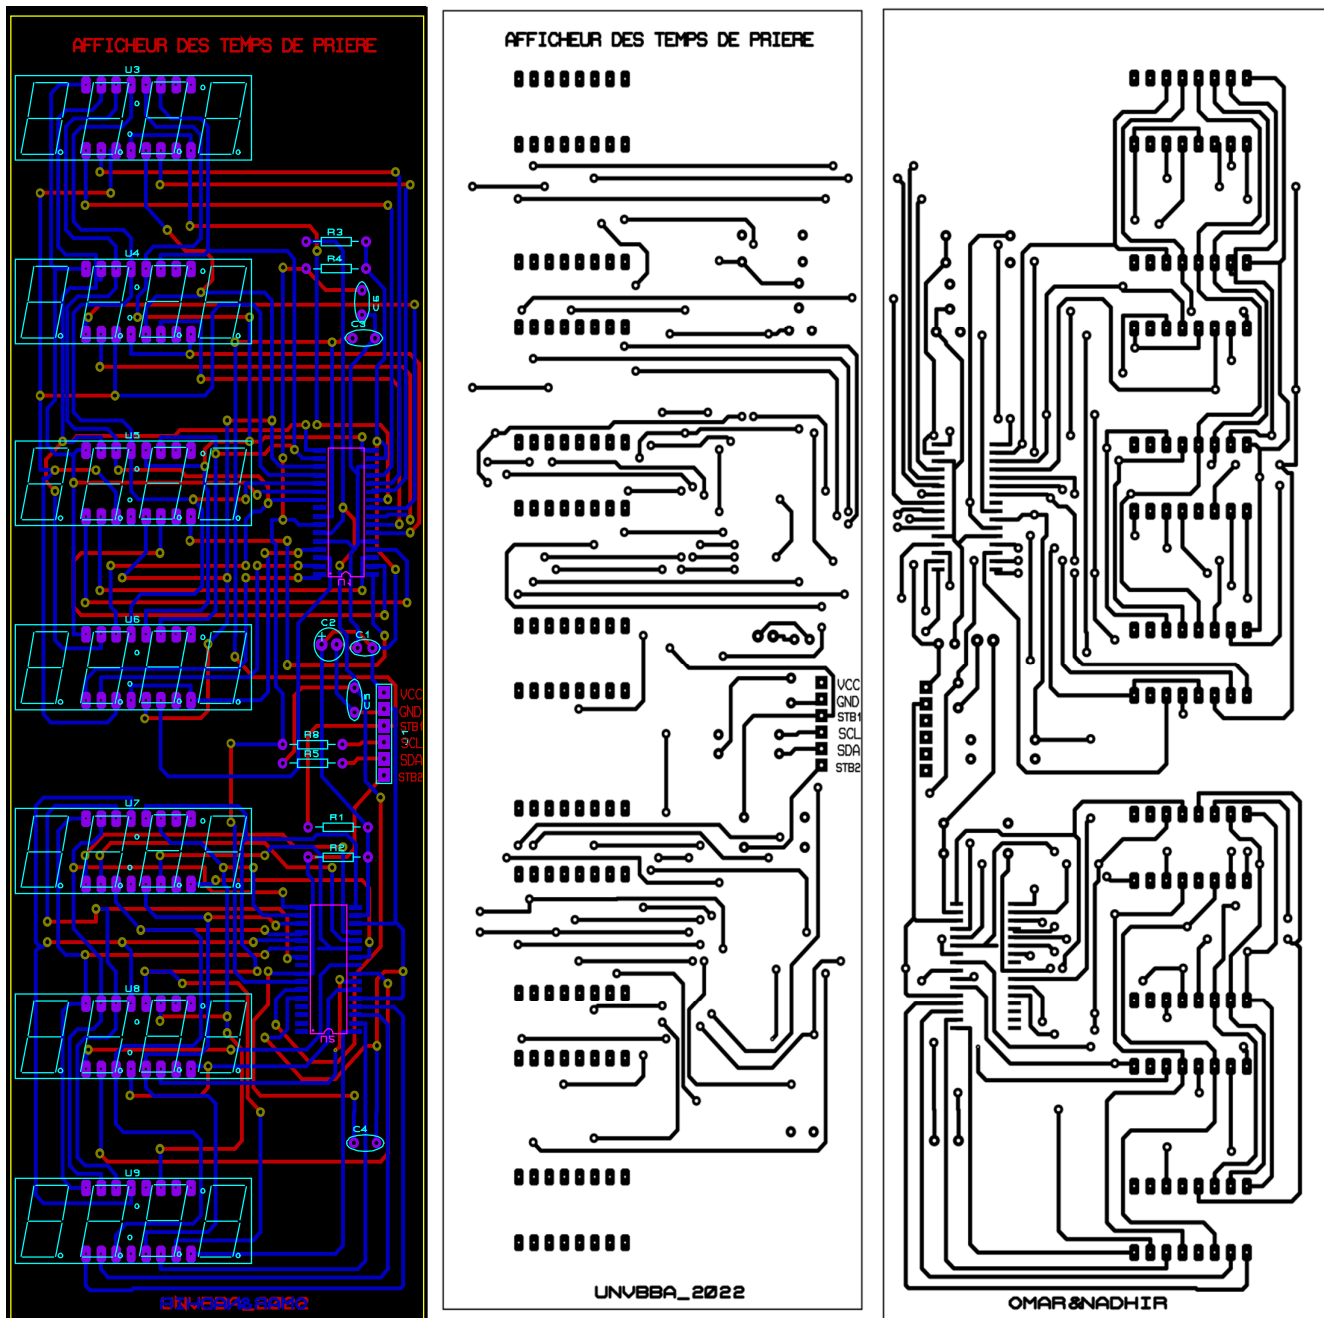 AFFICHEUR DES TEMPS DE PRIERE
U3
R3
U4
R4
C3
U5
U6
C2
C1
VCC
GND
STB1
SCL
SDA
STB2
R8
R5
U7
R1
R2
U8
C4
U9
AFFICHEUR DES TEMPS DE PRIERE
VCC
GND
STB1
SCL
SDA
STB2
UNVBBA_2022
OMAR&NADHIR